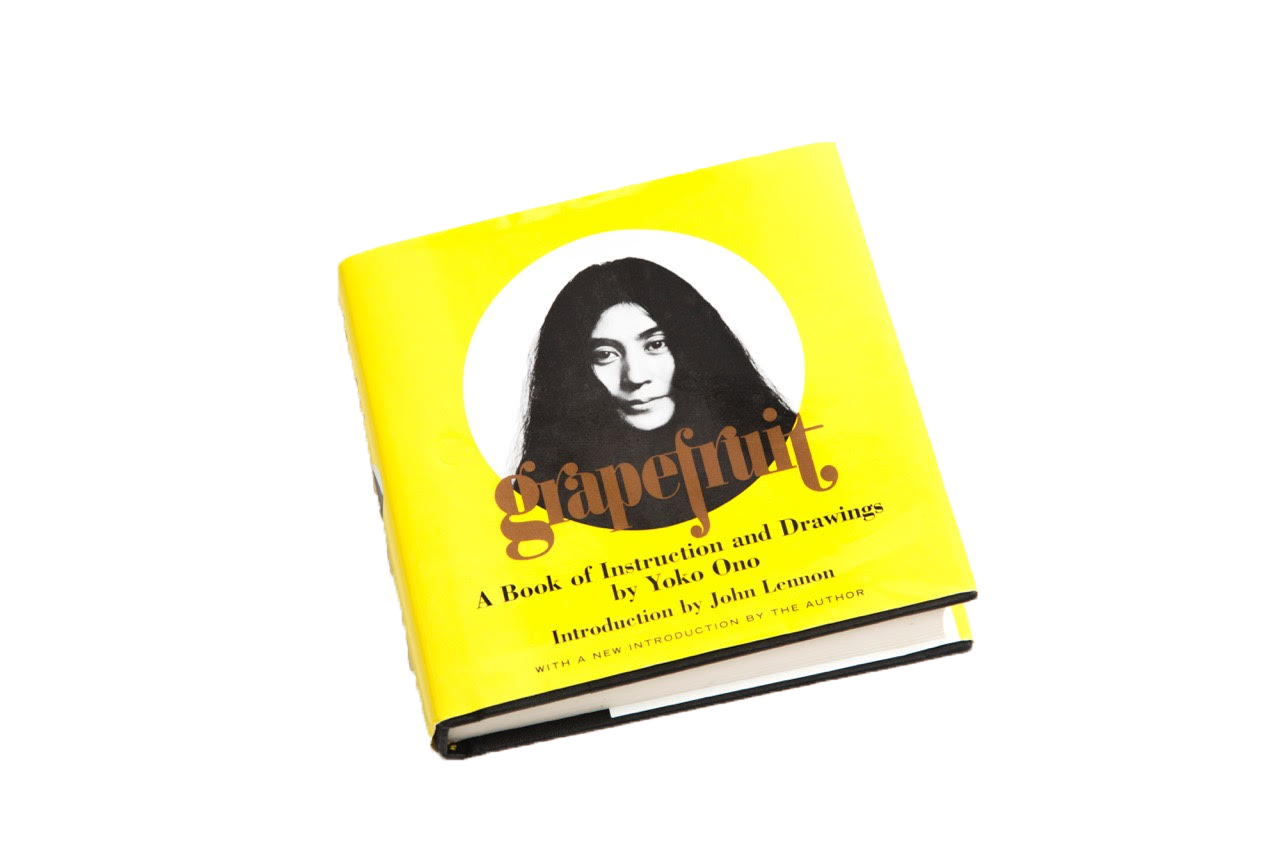 grapefruit
A Book of Instruction and Drawings
by Yoko Ono
Introduction by John Lennon
WITH A NEW INTRODUCTION BY THE AUTHOR